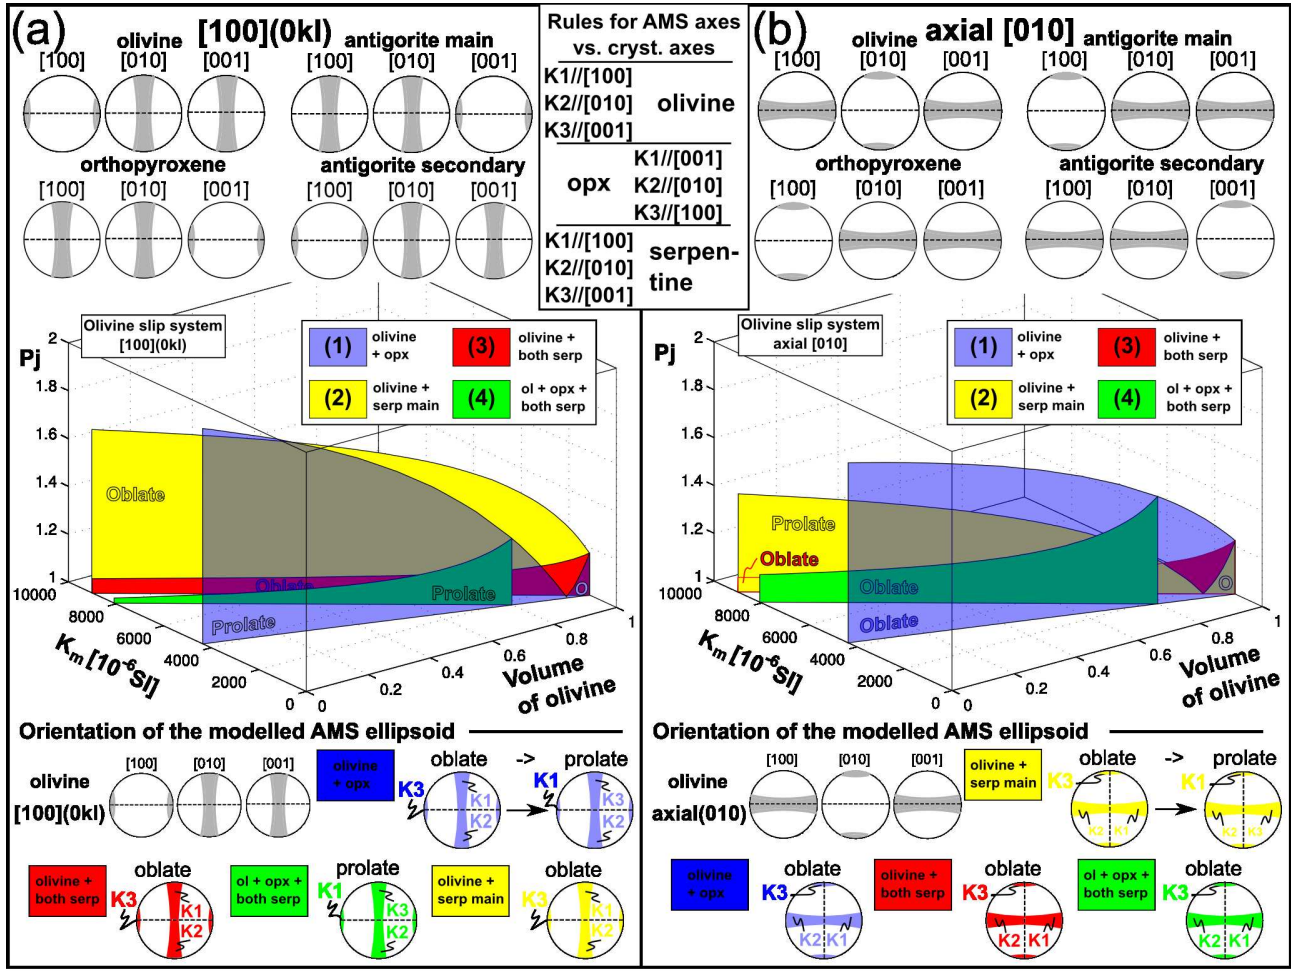 (a) [100](0kl)
olivine antigorite main
[100] [010] [001] [100] [010] [001]
orthopyroxene antigorite secondary
[100] [010] [001] [100] [010] [001]
Rules for AMS axes
vs. cryst. axes
K1//[100]
K2//[010] olivine
K3//[001]
K1//[001]
opx K2//[010]
K3//[100]
K1//[100]
K2//[010] serpen-
K3//[001] tine
(b) axial [010]
olivine antigorite main
[100] [010] [001] [100] [010] [001]
orthopyroxene antigorite secondary
[100] [010] [001] [100] [010] [001]
Olivine slip system
[100](0kl)
(1) olivine + opx
(3) olivine + both serp
(2) olivine + serp main
(4) ol + opx + both serp
Pj
2
1.8
1.6
1.4
1.2
1
Oblate
Oblate
Prolate
Prolate
O
10000
8000
6000
4000
2000
0
Km [10⁻⁶SI]
0
0.2
0.4
0.6
0.8
1
Volume
of olivine
Olivine slip system
axial [010]
(1) olivine + opx
(3) olivine + both serp
(2) olivine + serp main
(4) ol + opx + both serp
Pj
2
1.8
1.6
1.4
1.2
1
Prolate
Oblate
Oblate
Oblate
O
10000
8000
6000
4000
2000
0
Km [10⁻⁶SI]
0
0.2
0.4
0.6
0.8
1
Volume
of olivine
Orientation of the modelled AMS ellipsoid
[100] [010] [001]
olivine
[100](0kl)
olivine
+ opx
oblate -> prolate
K3 K1 K2
K1 K3 K2
olivine +
both serp
oblate
K3 K1 K2
ol + opx +
both serp
prolate
K1 K3 K2
olivine +
serp main
oblate
K3 K1 K2
Orientation of the modelled AMS ellipsoid
[100] [010] [001]
olivine
axial(010)
olivine +
serp main
oblate -> prolate
K3 K2 K1
K1 K2 K3
olivine
+ opx
oblate
K3 K2 K1
olivine +
both serp
oblate
K3 K2 K1
ol + opx +
both serp
oblate
K3 K2 K1